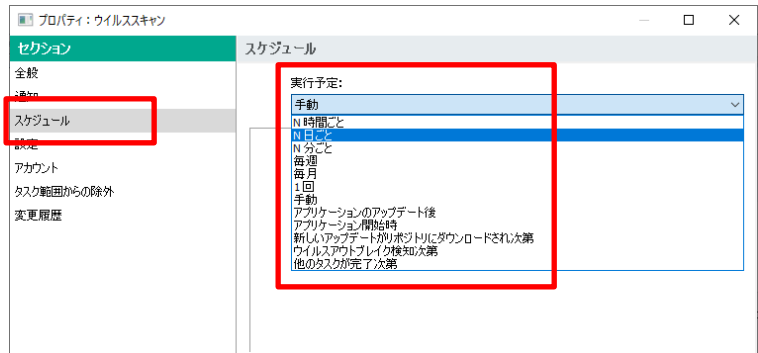 プロパティ：ウイルススキャン
セクション
スケジュール
全般
実行予定:
通知
手動
スケジュール
N 時間ごと
N 日ごと
設定
N 分ごと
毎週
アカウント
毎月
1回
タスク範囲からの除外
手動
アプリケーションのアップデート後
変更履歴
アプリケーション開始時
新しいアップデートがリポジトリにダウンロードされ次第
ウイルスアウトブレイク検知次第
他のタスクが完了次第